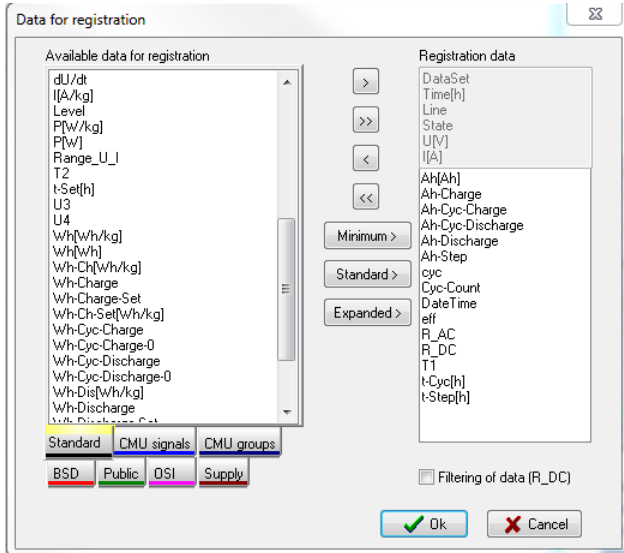 Data for registration
Available data for registration
dU/dt
I[A/kg]
Level
P[W/kg]
P[W]
Range_U_I
T2
t-Set[h]
U3
U4
Wh[Wh/kg]
Wh[Wh]
Wh-Ch[Wh/kg]
Wh-Charge
Wh-Charge-Set
Wh-Ch-Set[Wh/kg]
Wh-Cyc-Charge
Wh-Cyc-Charge-0
Wh-Cyc-Discharge
Wh-Cyc-Discharge-0
Wh-Dis[Wh/kg]
Wh-Discharge
Wh-Discharge-Set
Standard
CMU signals
CMU groups
BSD
Public
OSI
Supply
>
>>
<
<<
Minimum >
Standard >
Expanded >
Registration data
DataSet
Time[h]
Line
State
U[V]
I[A]
Ah[Ah]
Ah-Charge
Ah-Cyc-Charge
Ah-Cyc-Discharge
Ah-Discharge
Ah-Step
cyc
Cyc-Count
DateTime
eff
R_AC
R_DC
T1
t-Cyc[h]
t-Step[h]
Filtering of data (R_DC)
Ok
Cancel